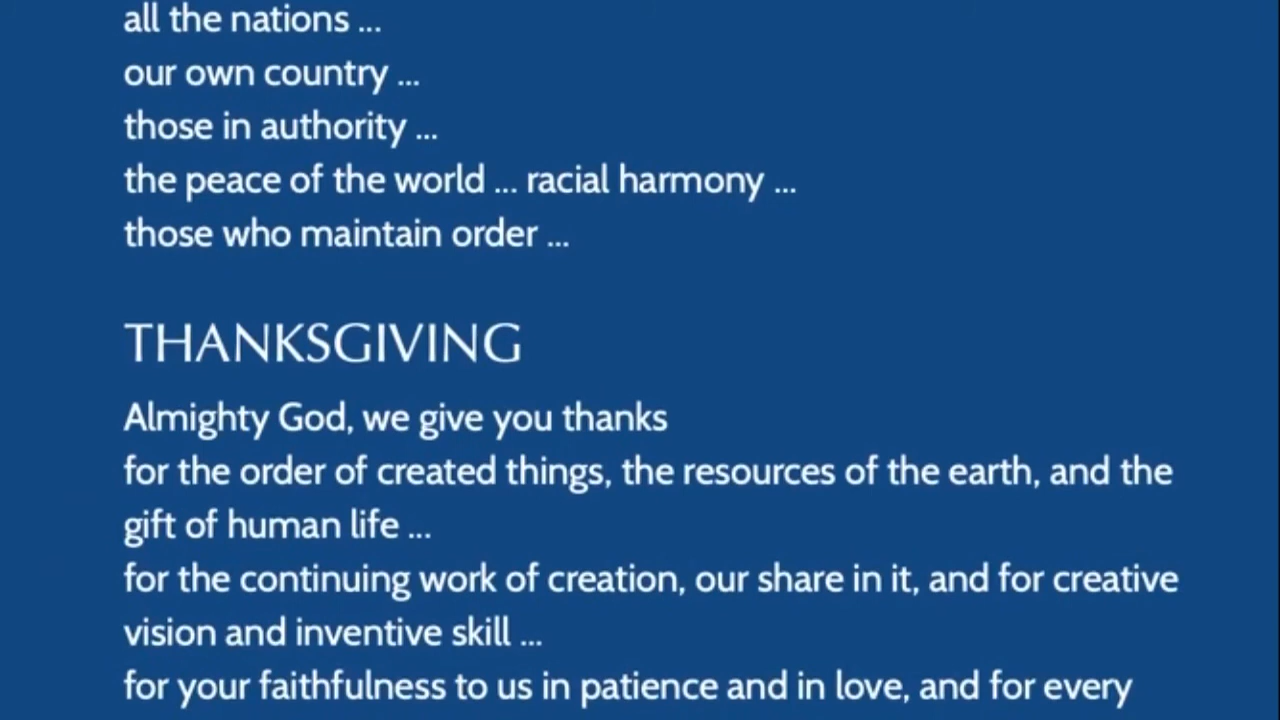 all the nations ...
our own country ...
those in authority ...
the peace of the world ... racial harmony ...
those who maintain order ...
THANKSGIVING
Almighty God, we give you thanks
for the order of created things, the resources of the earth, and the
gift of human life ...
for the continuing work of creation, our share in it, and for creative
vision and inventive skill ...
for your faithfulness to us in patience and in love, and for every